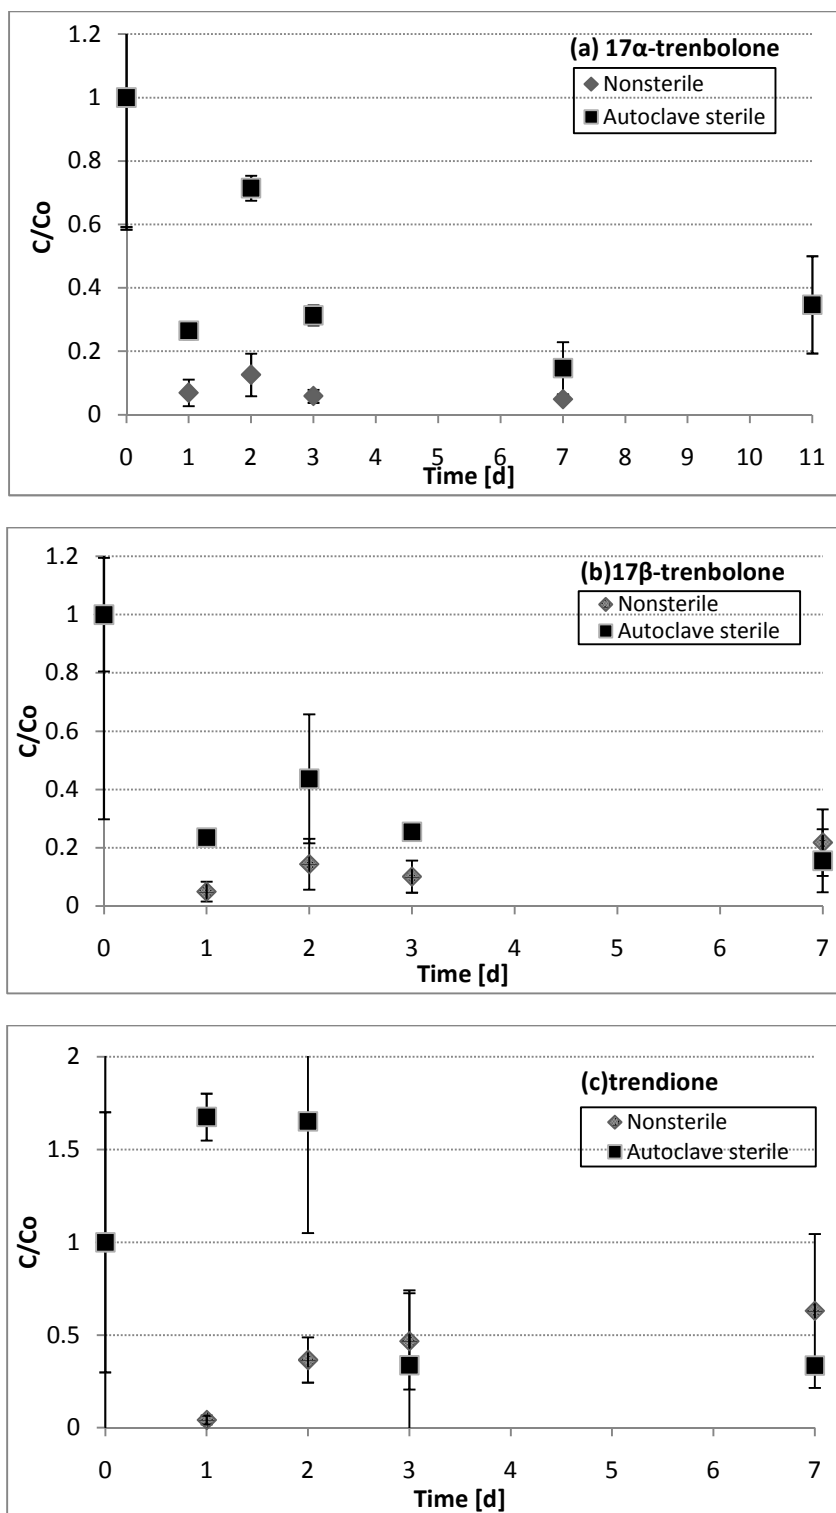 (a) 17α-trenbolone
Nonsterile
Autoclave sterile
C/Co
1.2
1
0.8
0.6
0.4
0.2
0
0 1 2 3 4 5 6 7 8 9 10 11
Time [d]
(b)17β-trenbolone
Nonsterile
Autoclave sterile
C/Co
1.2
1
0.8
0.6
0.4
0.2
0
0 1 2 3 4 5 6 7
Time [d]
(c)trendione
Nonsterile
Autoclave sterile
C/Co
2
1.5
1
0.5
0
0 1 2 3 4 5 6 7
Time [d]